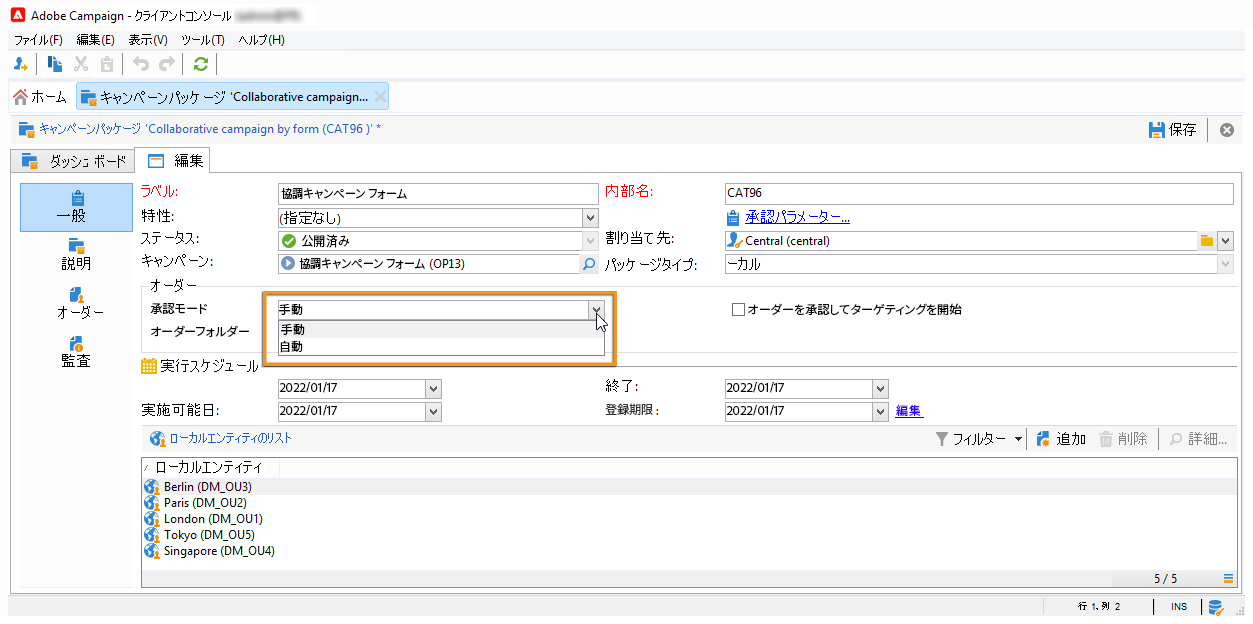 Adobe Campaign - クライアントコンソール
ファイル(F) 編集(E) 表示(V) ツール(T) ヘルプ(H)
ホーム キャンペーンパッケージ 'Collaborative campaign...
キャンペーンパッケージ 'Collaborative campaign by form (CAT96 )' * 保存
ダッシュボード 編集
一般
説明
オーダー
監査
ラベル: 協調キャンペーン フォーム 内部名: CAT96
特性: (指定なし) 承認パラメーター...
ステータス: 公開済み 割り当て先: Central (central)
キャンペーン: 協調キャンペーン フォーム (OP13) パッケージタイプ: ーカル
オーダー
承認モード 手動 オーダーを承認してターゲティングを開始
オーダーフォルダー 手動
自動
実行スケジュール
2022/01/17 終了: 2022/01/17
実施可能日: 2022/01/17 登録期限: 2022/01/17 編集
ローカルエンティティのリスト フィルター 追加 削除 詳細...
ローカルエンティティ
Berlin (DM_OU3)
Paris (DM_OU2)
London (DM_OU1)
Tokyo (DM_OU5)
Singapore (DM_OU4)
5 / 5
行 1、列 2 INS